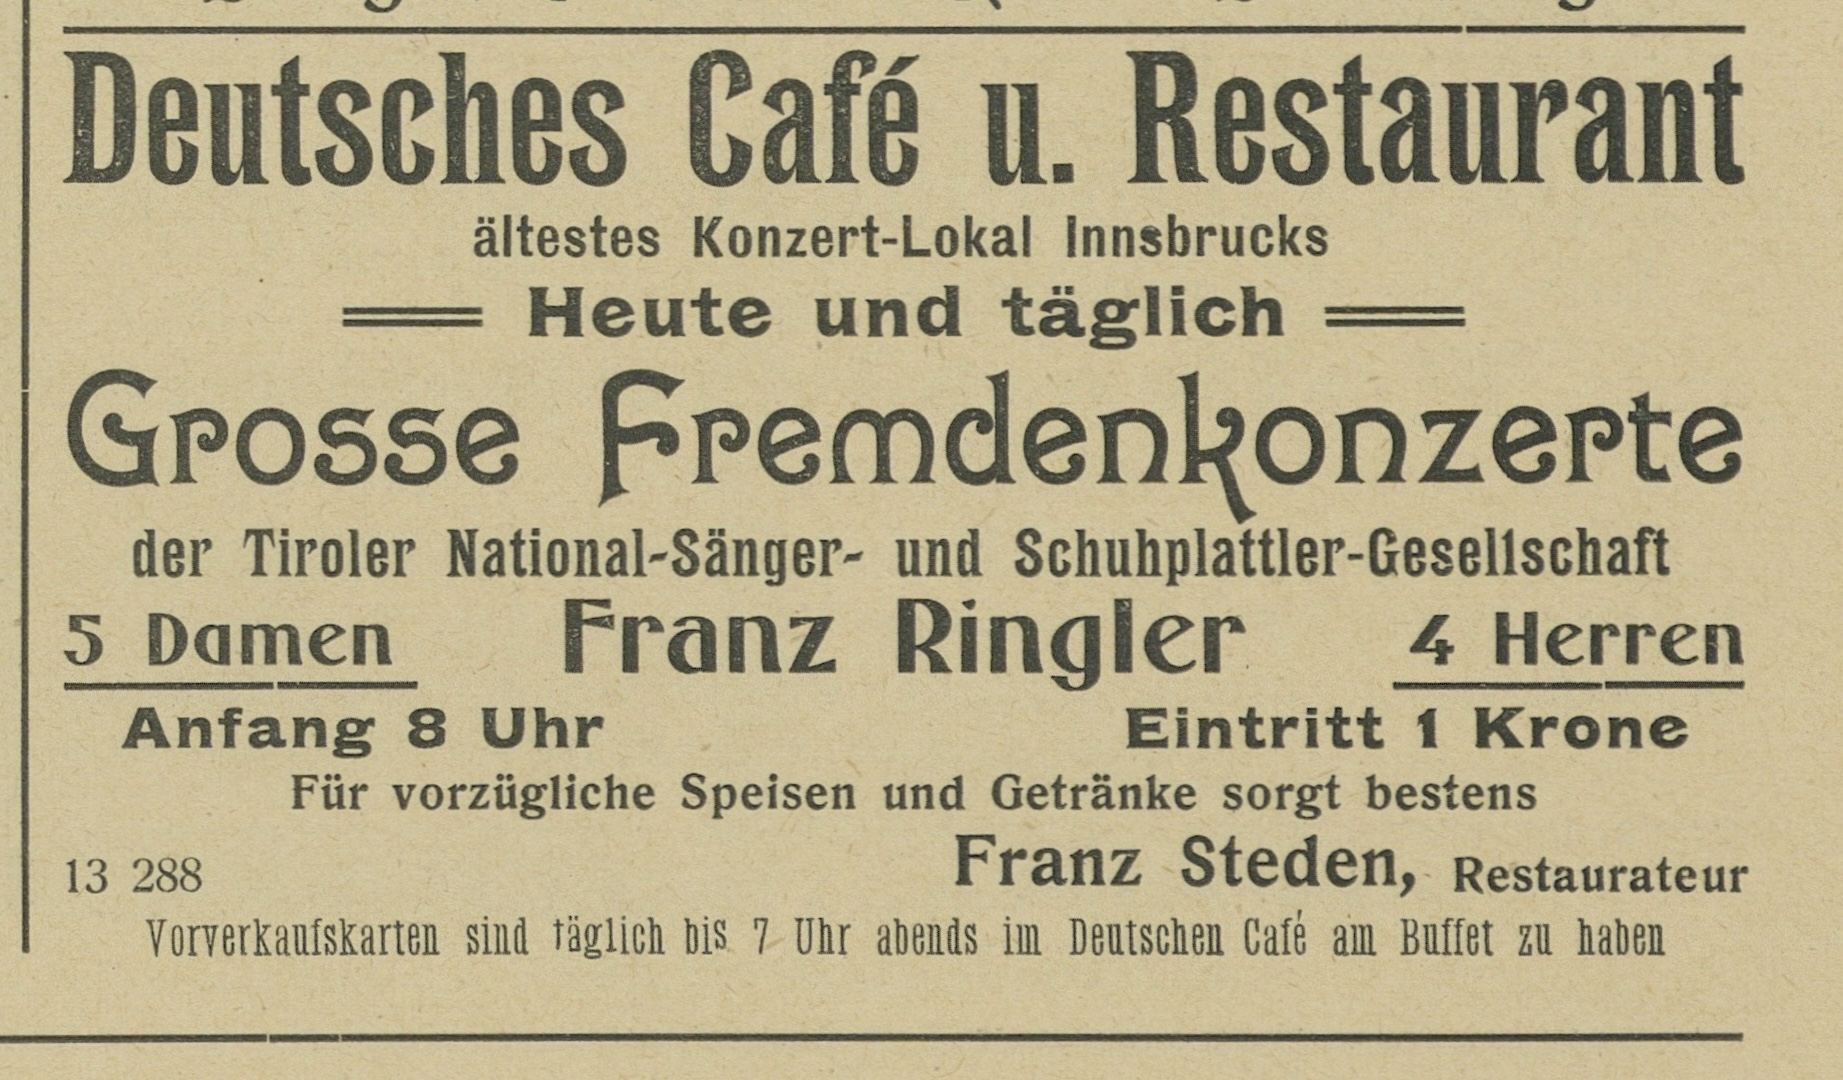 Deutsches Café u. Restaurant
ältestes Konzert-Lokal Innsbrucks
Heute und täglich
Grosse Fremdenkonzerte
der Tiroler National-Sänger- und Schuhplattler-Gesellschaft
5 Damen Franz Ringler 4 Herren
Anfang 8 Uhr Eintritt 1 Krone
Für vorzügliche Speisen und Getränke sorgt bestens
13 288 Franz Steden, Restaurateur
Vorverkaufskarten sind täglich bis 7 Uhr abends im Deutschen Café am Buffet zu haben